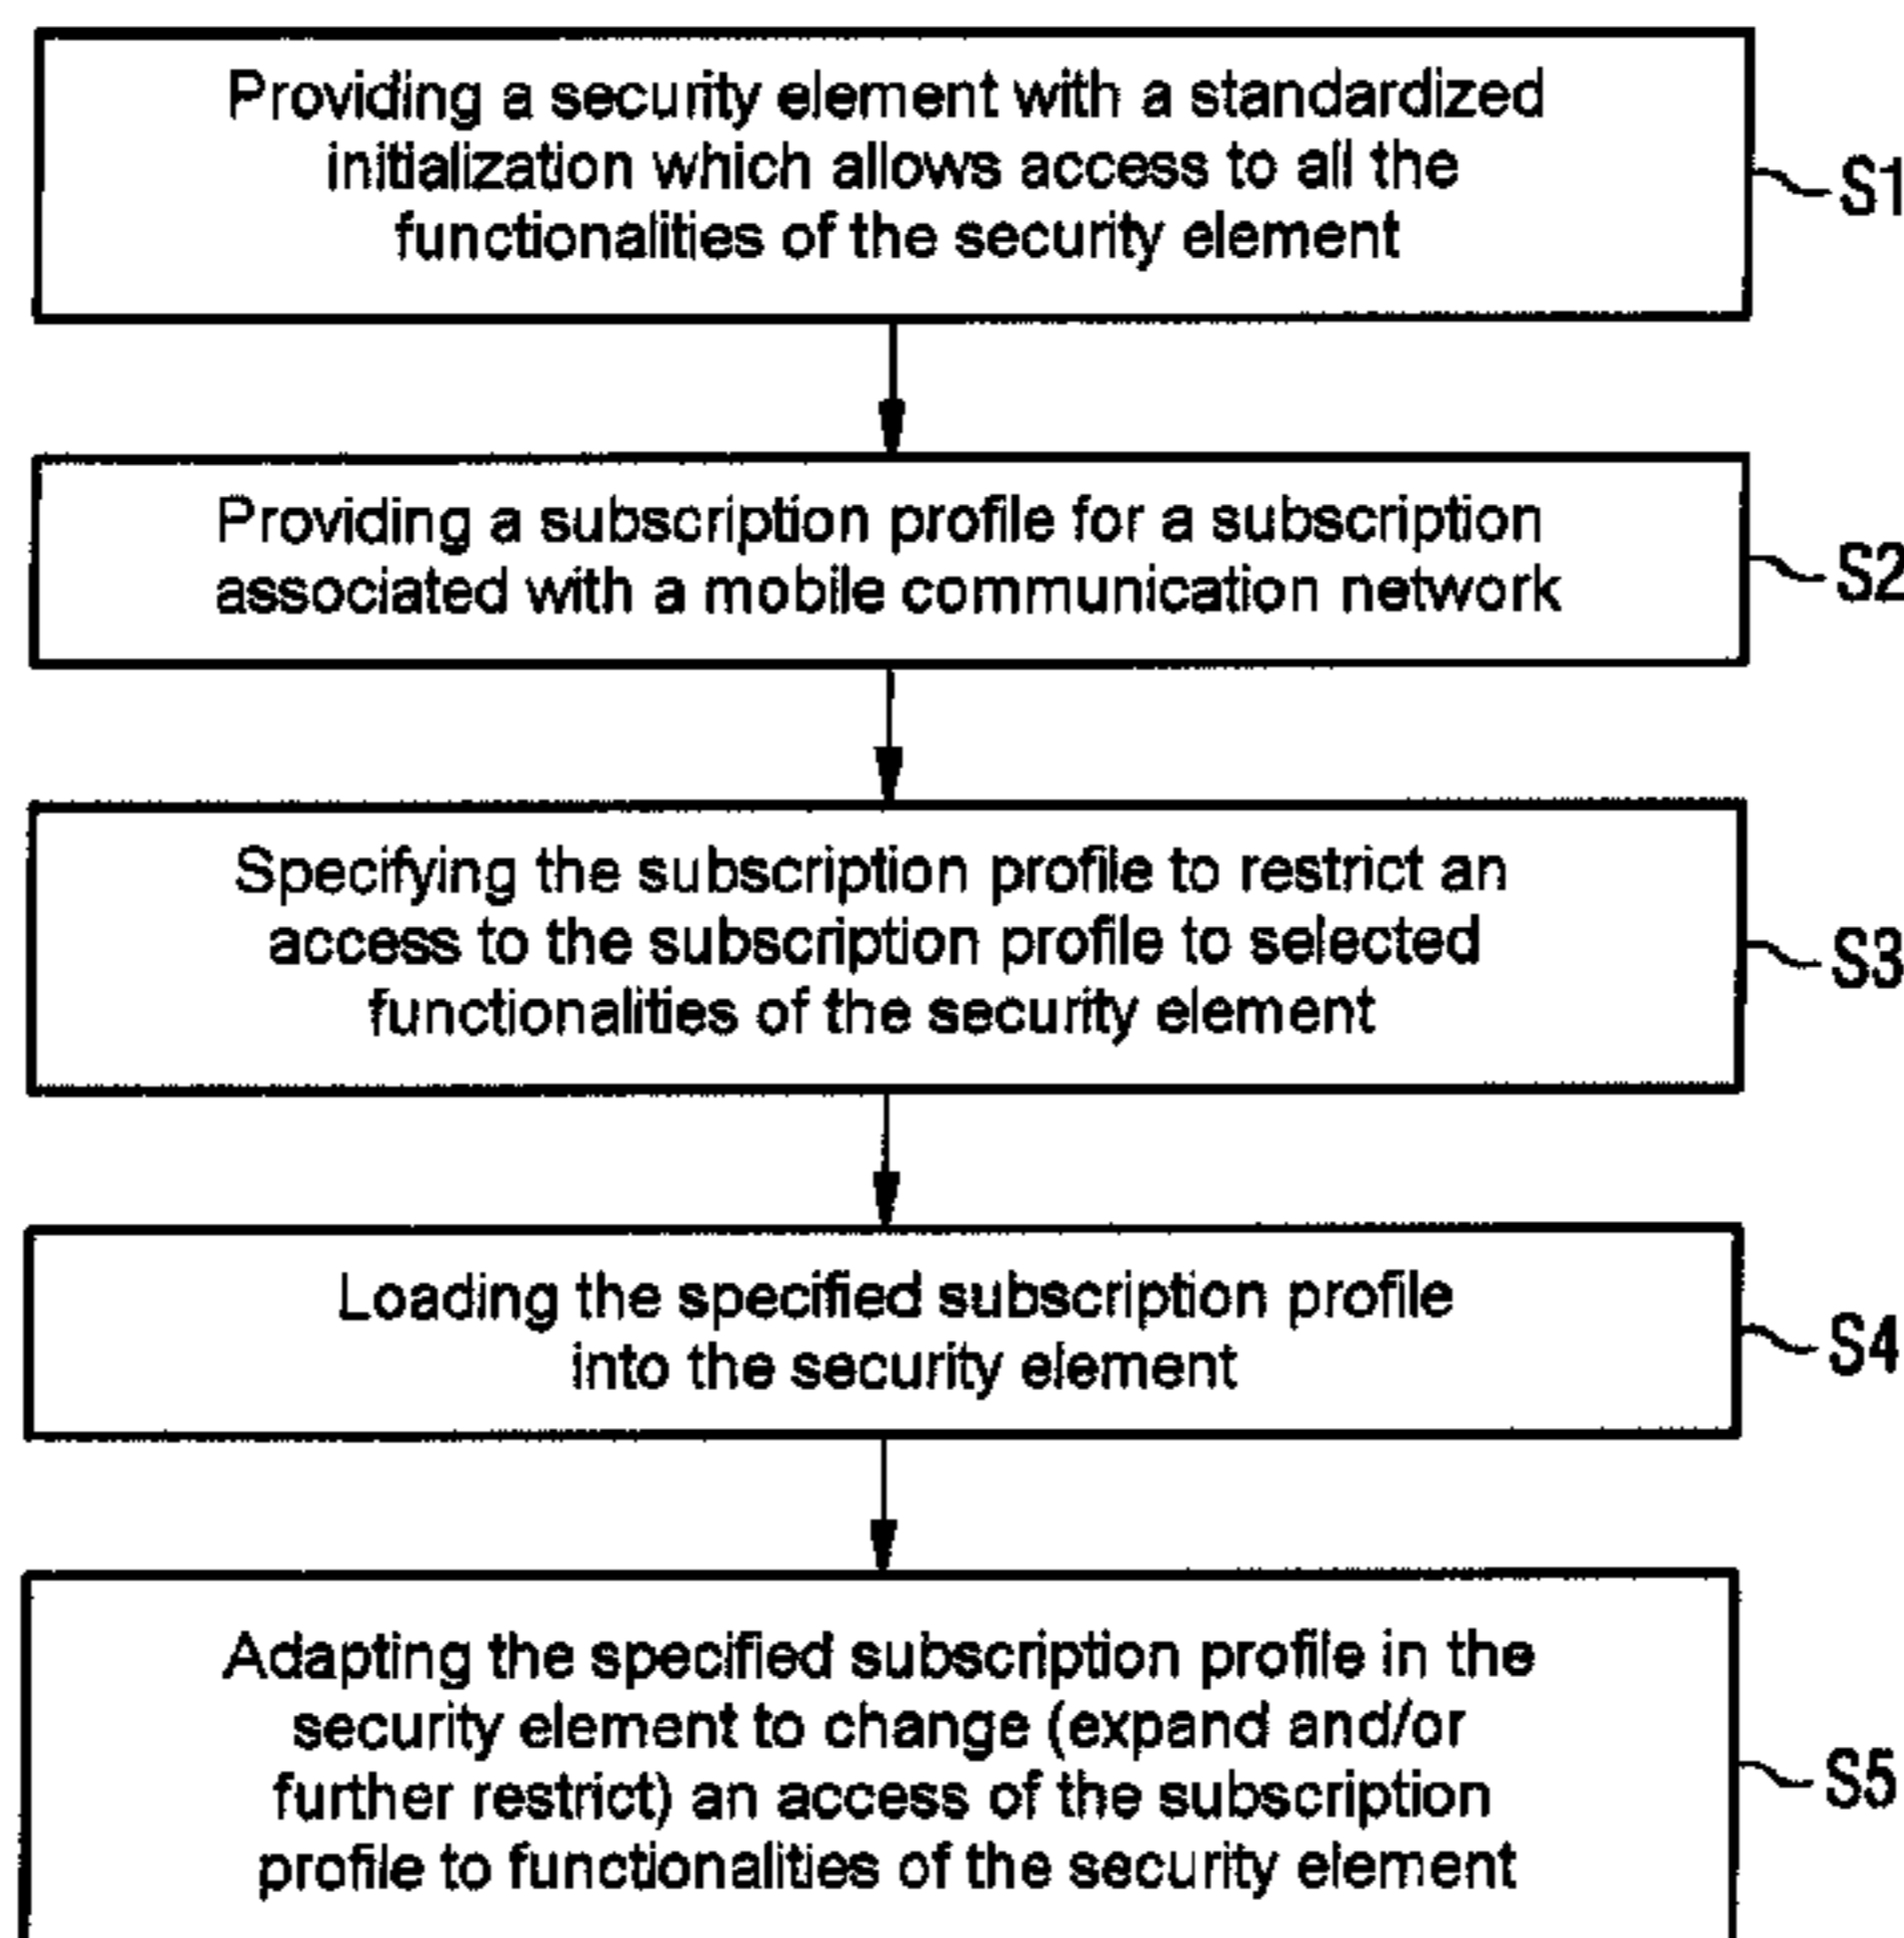 Providing a security element with a standardized
initialization which allows access to all the
functionalities of the security element
S1
Providing a subscription profile for a subscription
associated with a mobile communication network
S2
Specifying the subscription profile to restrict an
access to the subscription profile to selected
functionalities of the security element
S3
Loading the specified subscription profile
into the security element
S4
Adapting the specified subscription profile in the
security element to change (expand and/or
further restrict) an access of the subscription
profile to functionalities of the security element
S5